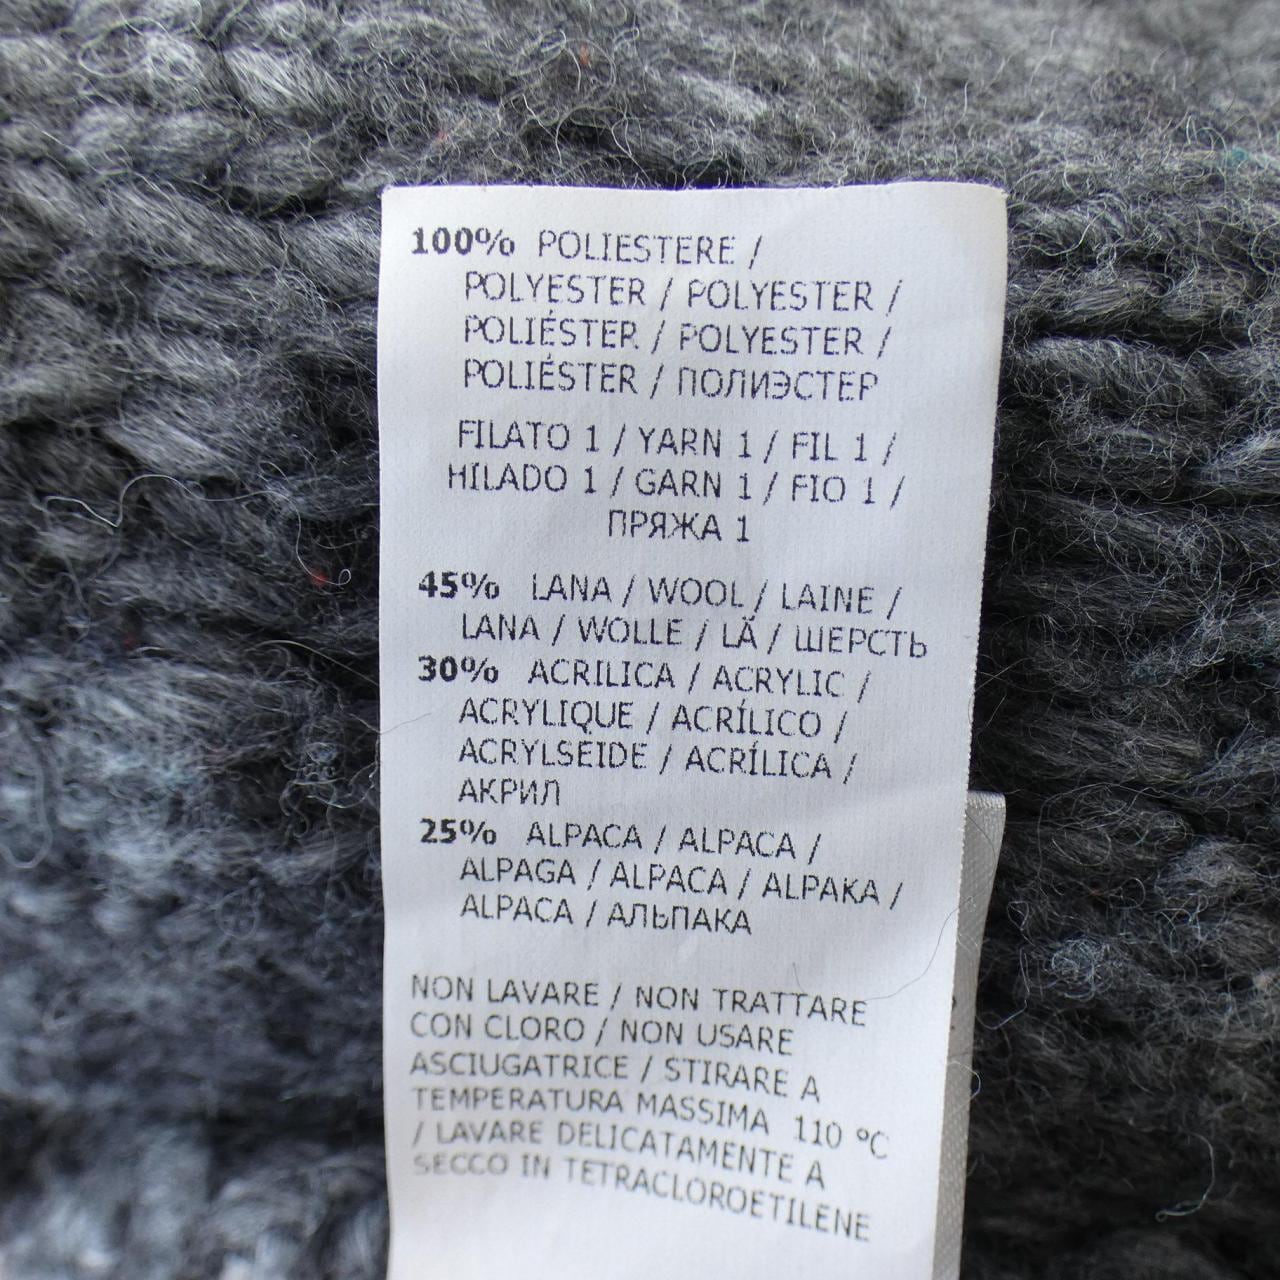 100% POLIESTERE /
POLYESTER / POLYESTER /
POLIÉSTER / POLYESTER /
POLIÉSTER / ПОЛИЭСТЕР
FILATO 1 / YARN 1 / FIL 1 /
HILADO 1 / GARN 1 / FIO 1 /
ПРЯЖА 1
45% LANA / WOOL / LAINE /
LANA / WOLLE / LÄ / ШЕРСТЬ
30% ACRILICA / ACRYLIC /
ACRYLIQUE / ACRÍLICO /
ACRYLSEIDE / ACRÍLICA /
АКРИЛ
25% ALPACA / ALPACA /
ALPAGA / ALPACA / ALPAKA /
ALPACA / АЛЬПАКА
NON LAVARE / NON TRATTARE
CON CLORO / NON USARE
ASCIUGATRICE / STIRARE A
TEMPERATURA MASSIMA 110 °C
/ LAVARE DELICATAMENTE A
SECCO IN TETRACLOROETILENE